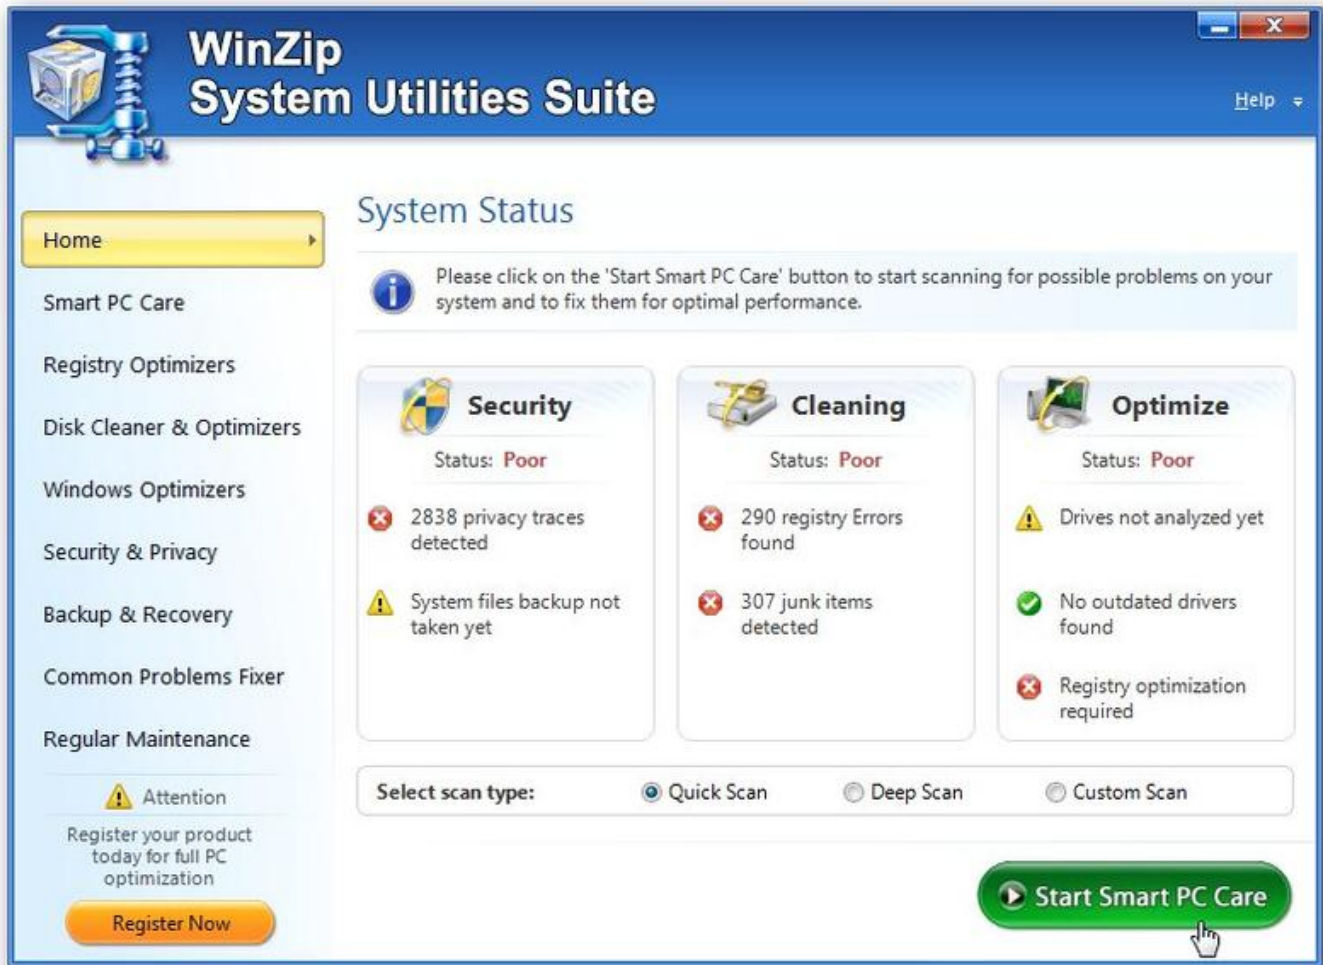 WinZip
System Utilities Suite
Help
Home
Smart PC Care
Registry Optimizers
Disk Cleaner & Optimizers
Windows Optimizers
Security & Privacy
Backup & Recovery
Common Problems Fixer
Regular Maintenance
Attention
Register your product
today for full PC
optimization
Register Now
System Status
Please click on the 'Start Smart PC Care' button to start scanning for possible problems on your
system and to fix them for optimal performance.
Security
Status: Poor
2838 privacy traces
detected
System files backup not
taken yet
Cleaning
Status: Poor
290 registry Errors
found
307 junk items
detected
Optimize
Status: Poor
Drives not analyzed yet
No outdated drivers
found
Registry optimization
required
Select scan type: Quick Scan Deep Scan Custom Scan
Start Smart PC Care